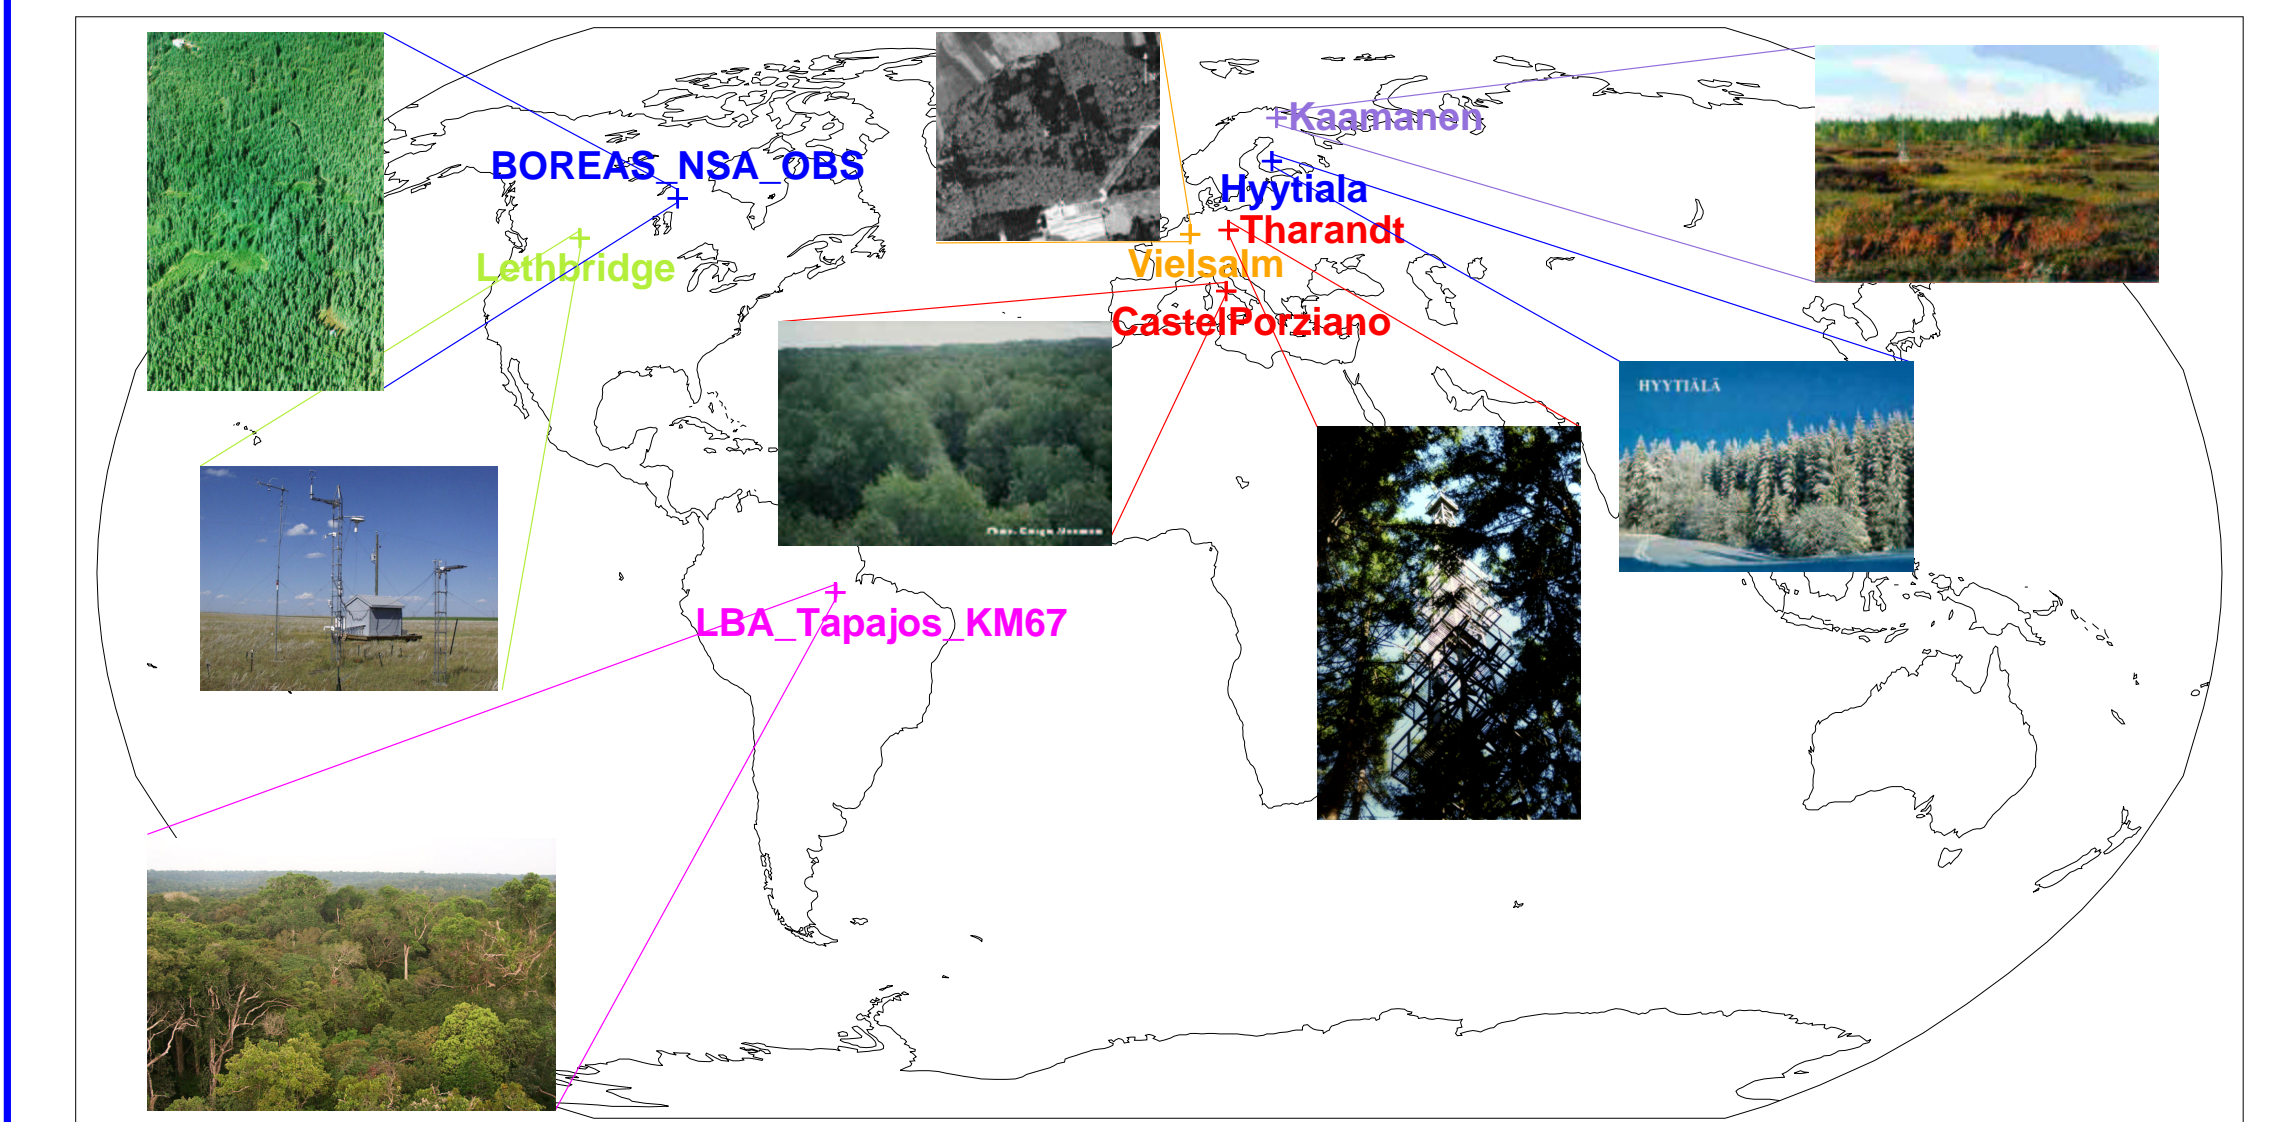 Kaamanen
BOREAS_NSA_OBS
Hyytiala
Tharandt
Lethbridge
Vielsalm
CastelPorziano
HYYTIÄLÄ
LBA_Tapajos_KM67